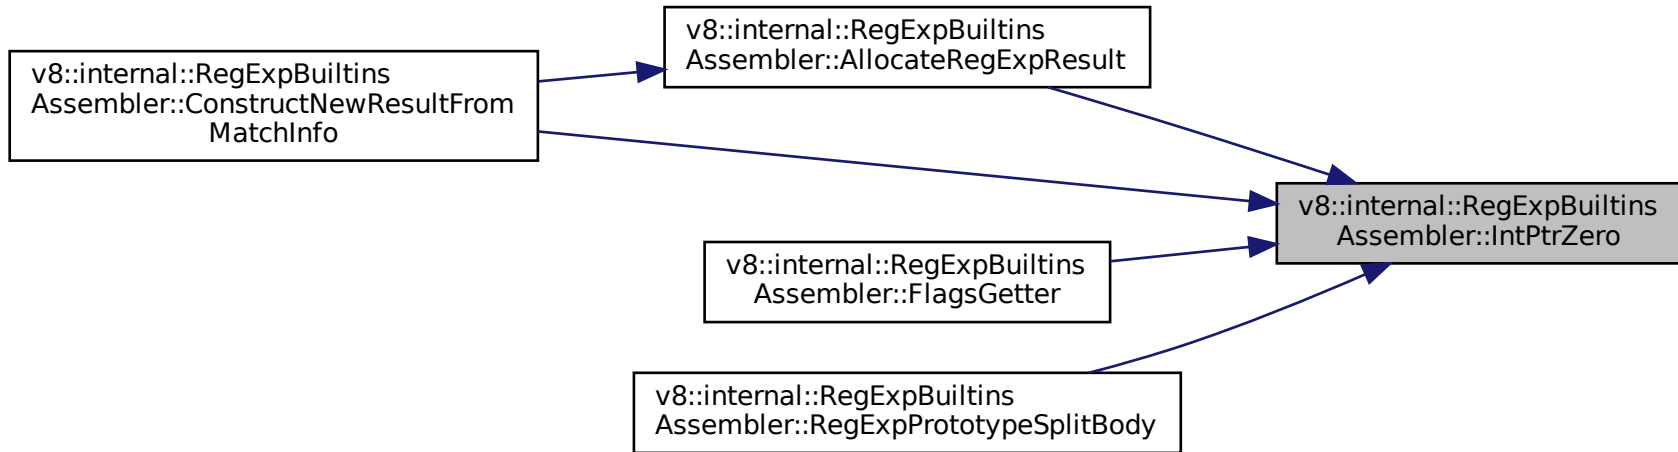 v8::internal::RegExpBuiltins
Assembler::ConstructNewResultFrom
MatchInfo
v8::internal::RegExpBuiltins
Assembler::AllocateRegExpResult
v8::internal::RegExpBuiltins
Assembler::IntPtrZero
v8::internal::RegExpBuiltins
Assembler::FlagsGetter
v8::internal::RegExpBuiltins
Assembler::RegExpPrototypeSplitBody